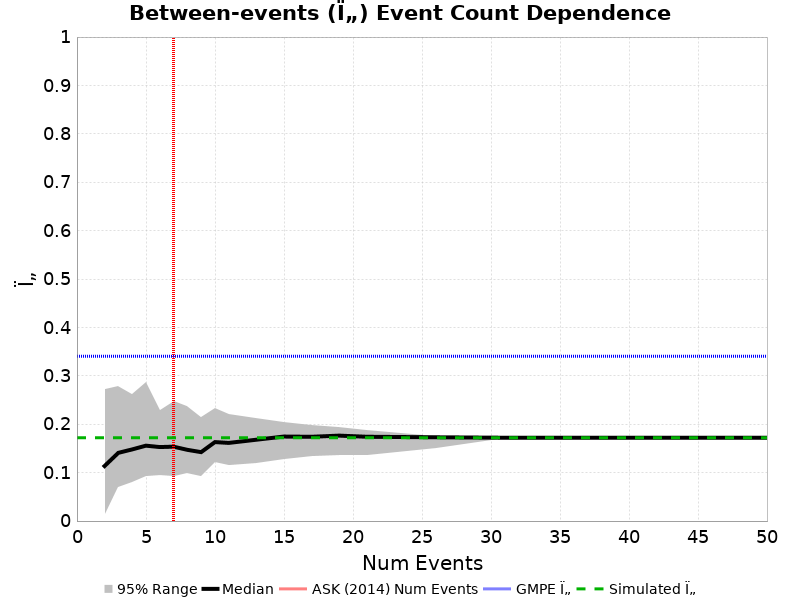 Between-events (Ï„) Event Count Dependence
1
0.9
0.8
0.7
0.6
0.5
0.4
0.3
0.2
0.1
0
Ï„
0 5 10 15 20 25 30 35 40 45 50
Num Events
95% Range Median ASK (2014) Num Events GMPE Ï„ Simulated Ï„